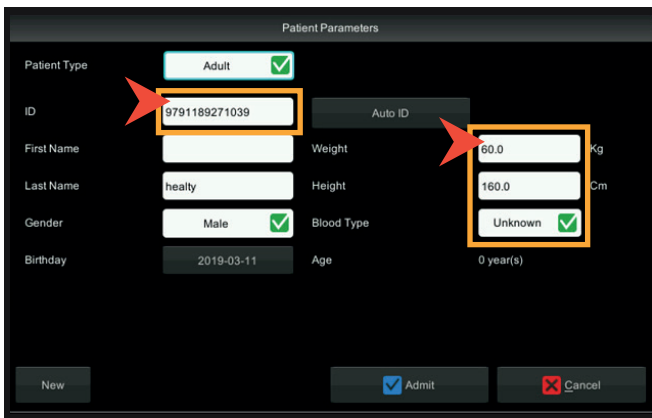 Patient Parameters
Patient Type Adult
ID 9791189271039 Auto ID
First Name Weight 60.0 Kg
Last Name healty Height 160.0 Cm
Gender Male Blood Type Unknown
Birthday 2019-03-11 Age 0 year(s)
New Admit Cancel